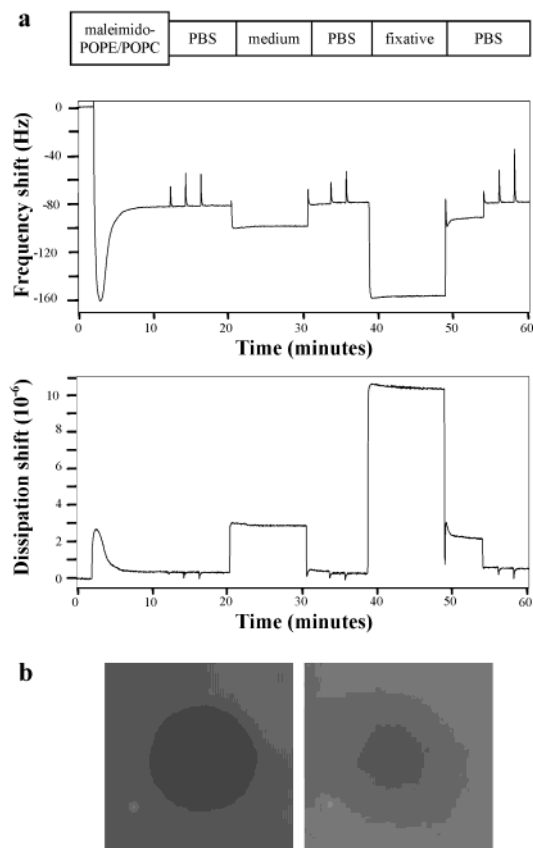 a
maleimido-
POPE/POPC
PBS
medium
PBS
fixative
PBS
Frequency shift (Hz)
0
-40
-80
-120
-160
0
10
20
30
40
50
60
Time (minutes)
Dissipation shift (10-6)
10
8
6
4
2
0
0
10
20
30
40
50
60
Time (minutes)
b